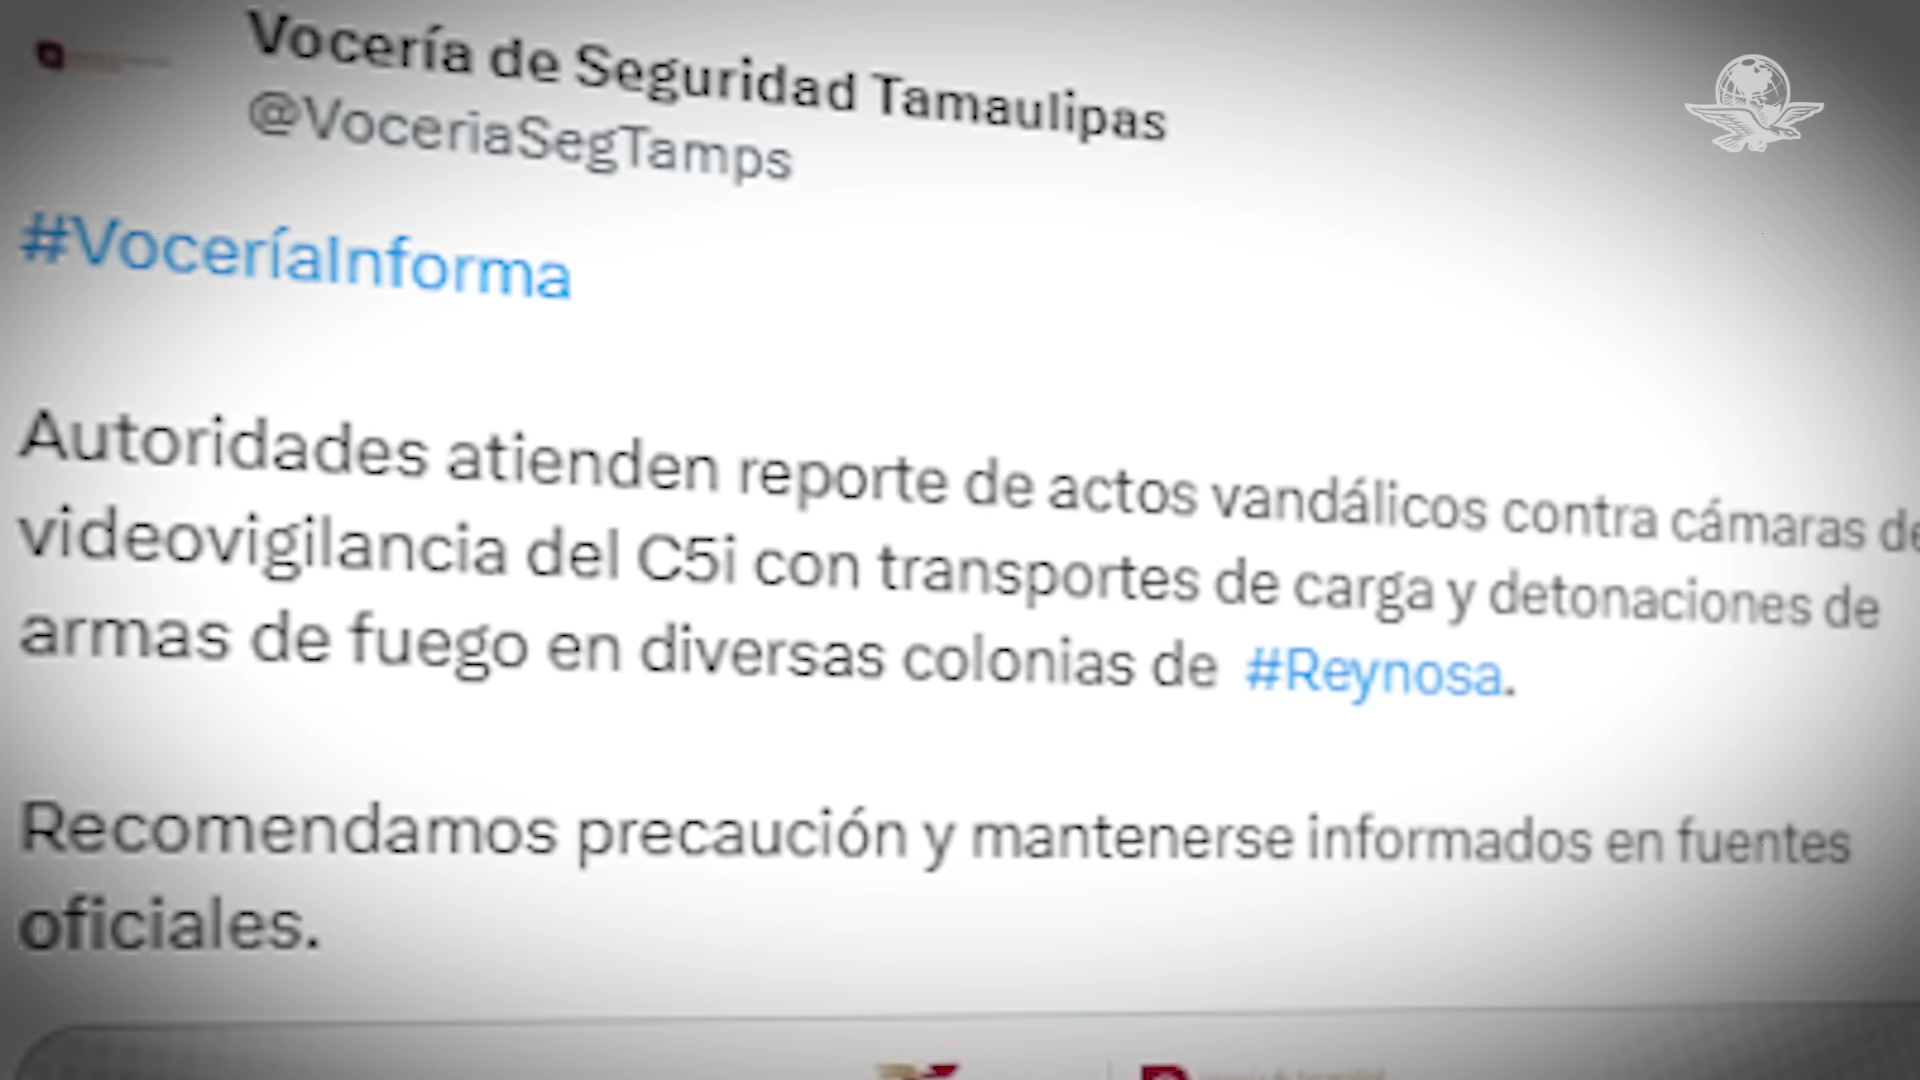 Vocería de Seguridad Tamaulipas
@VoceriaSegTamps
#VoceríaInforma
Autoridades atienden reporte de actos vandálicos contra cámaras de
videovigilancia del C5i con transportes de carga y detonaciones de
armas de fuego en diversas colonias de #Reynosa.
Recomendamos precaución y mantenerse informados en fuentes
oficiales.